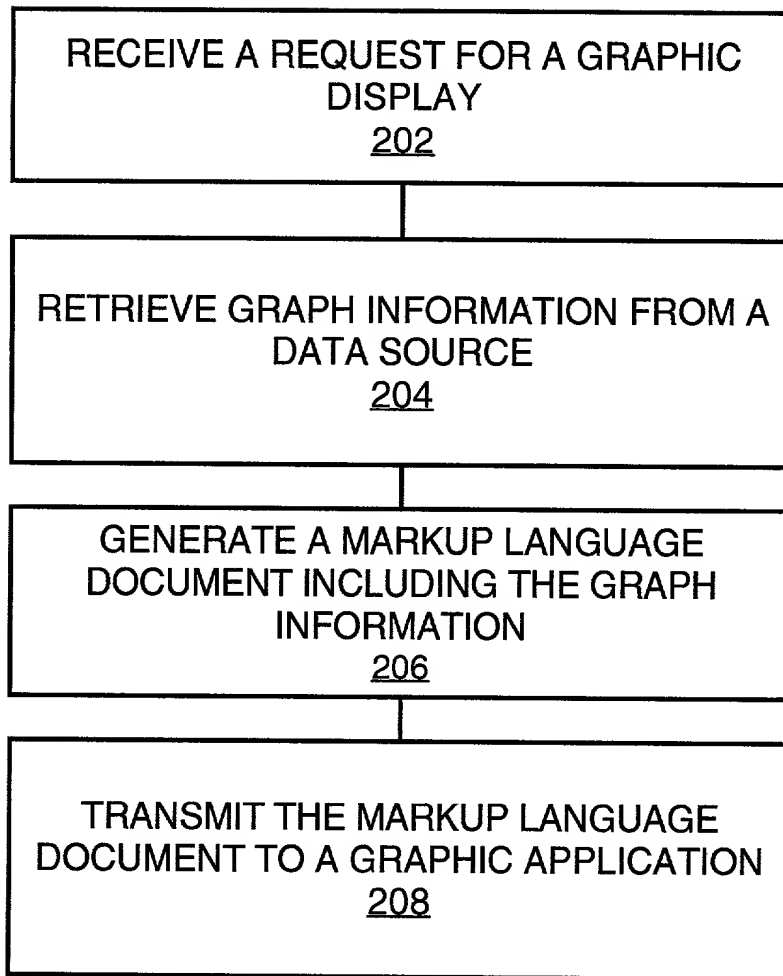 RECEIVE A REQUEST FOR A GRAPHIC
DISPLAY
202
RETRIEVE GRAPH INFORMATION FROM A
DATA SOURCE
204
GENERATE A MARKUP LANGUAGE
DOCUMENT INCLUDING THE GRAPH
INFORMATION
206
TRANSMIT THE MARKUP LANGUAGE
DOCUMENT TO A GRAPHIC APPLICATION
208